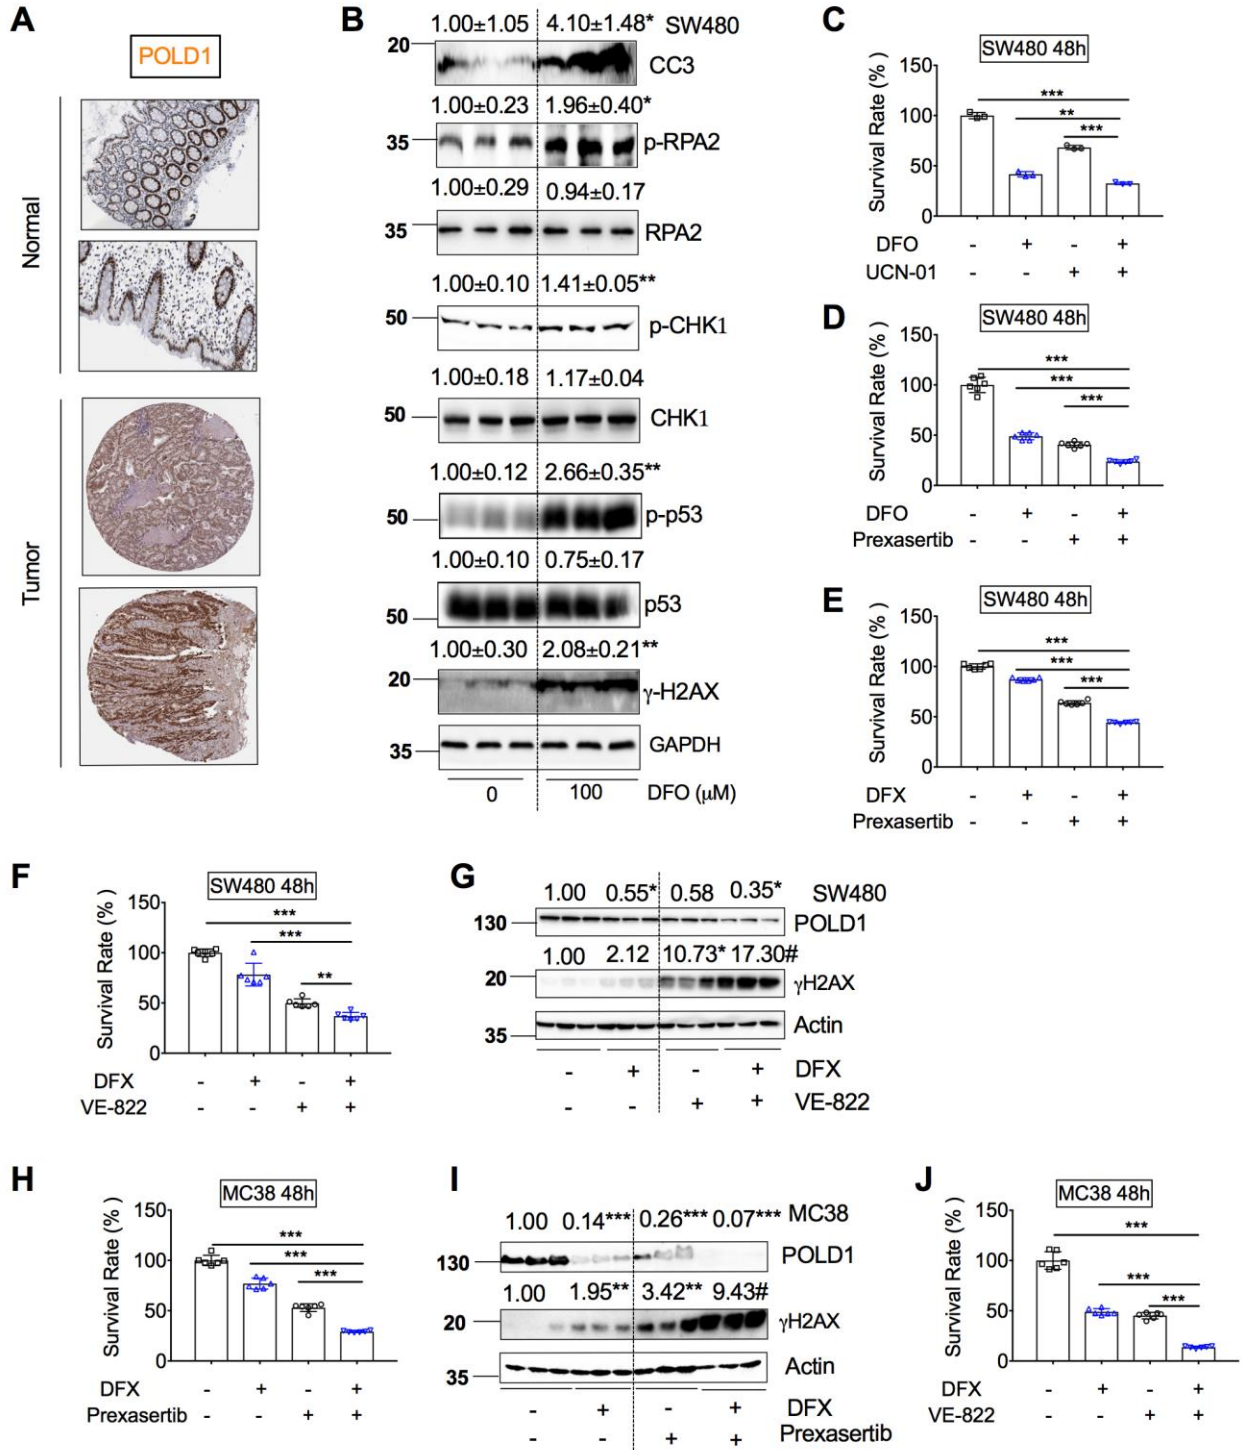 A
POLD1
Normal
Tumor
B
1.00±1.05 4.10±1.48* SW480
20
CC3
1.00±0.23 1.96±0.40*
35 p-RPA2
1.00±0.29 0.94±0.17
35 RPA2
1.00±0.10 1.41±0.05**
50 p-CHK1
1.00±0.18 1.17±0.04
50 CHK1
1.00±0.12 2.66±0.35**
50 p-p53
1.00±0.10 0.75±0.17
50 p53
1.00±0.30 2.08±0.21**
20 γ-H2AX
35 GAPDH
0 100 DFO (μM)
C
SW480 48h
Survival Rate (%)
150
100
50
0
***
**
***
DFO - + - +
UCN-01 - - + +
D
SW480 48h
Survival Rate (%)
150
100
50
0
***
***
***
DFO - + - +
Prexasertib - - + +
E
SW480 48h
Survival Rate (%)
150
100
50
0
***
***
***
DFX - + - +
Prexasertib - - + +
F
SW480 48h
Survival Rate (%)
150
100
50
0
***
***
**
DFX - + - +
VE-822 - - + +
G
1.00 0.55* 0.58 0.35* SW480
130 POLD1
1.00 2.12 10.73* 17.30#
20 γH2AX
35 Actin
- + - + DFX
- - + + VE-822
H
MC38 48h
Survival Rate (%)
150
100
50
0
***
***
***
DFX - + - +
Prexasertib - - + +
I
1.00 0.14*** 0.26*** 0.07*** MC38
130 POLD1
1.00 1.95** 3.42** 9.43#
20 γH2AX
35 Actin
- + - + DFX
- - + + Prexasertib
J
MC38 48h
Survival Rate (%)
150
100
50
0
***
***
***
DFX - + - +
VE-822 - - + +